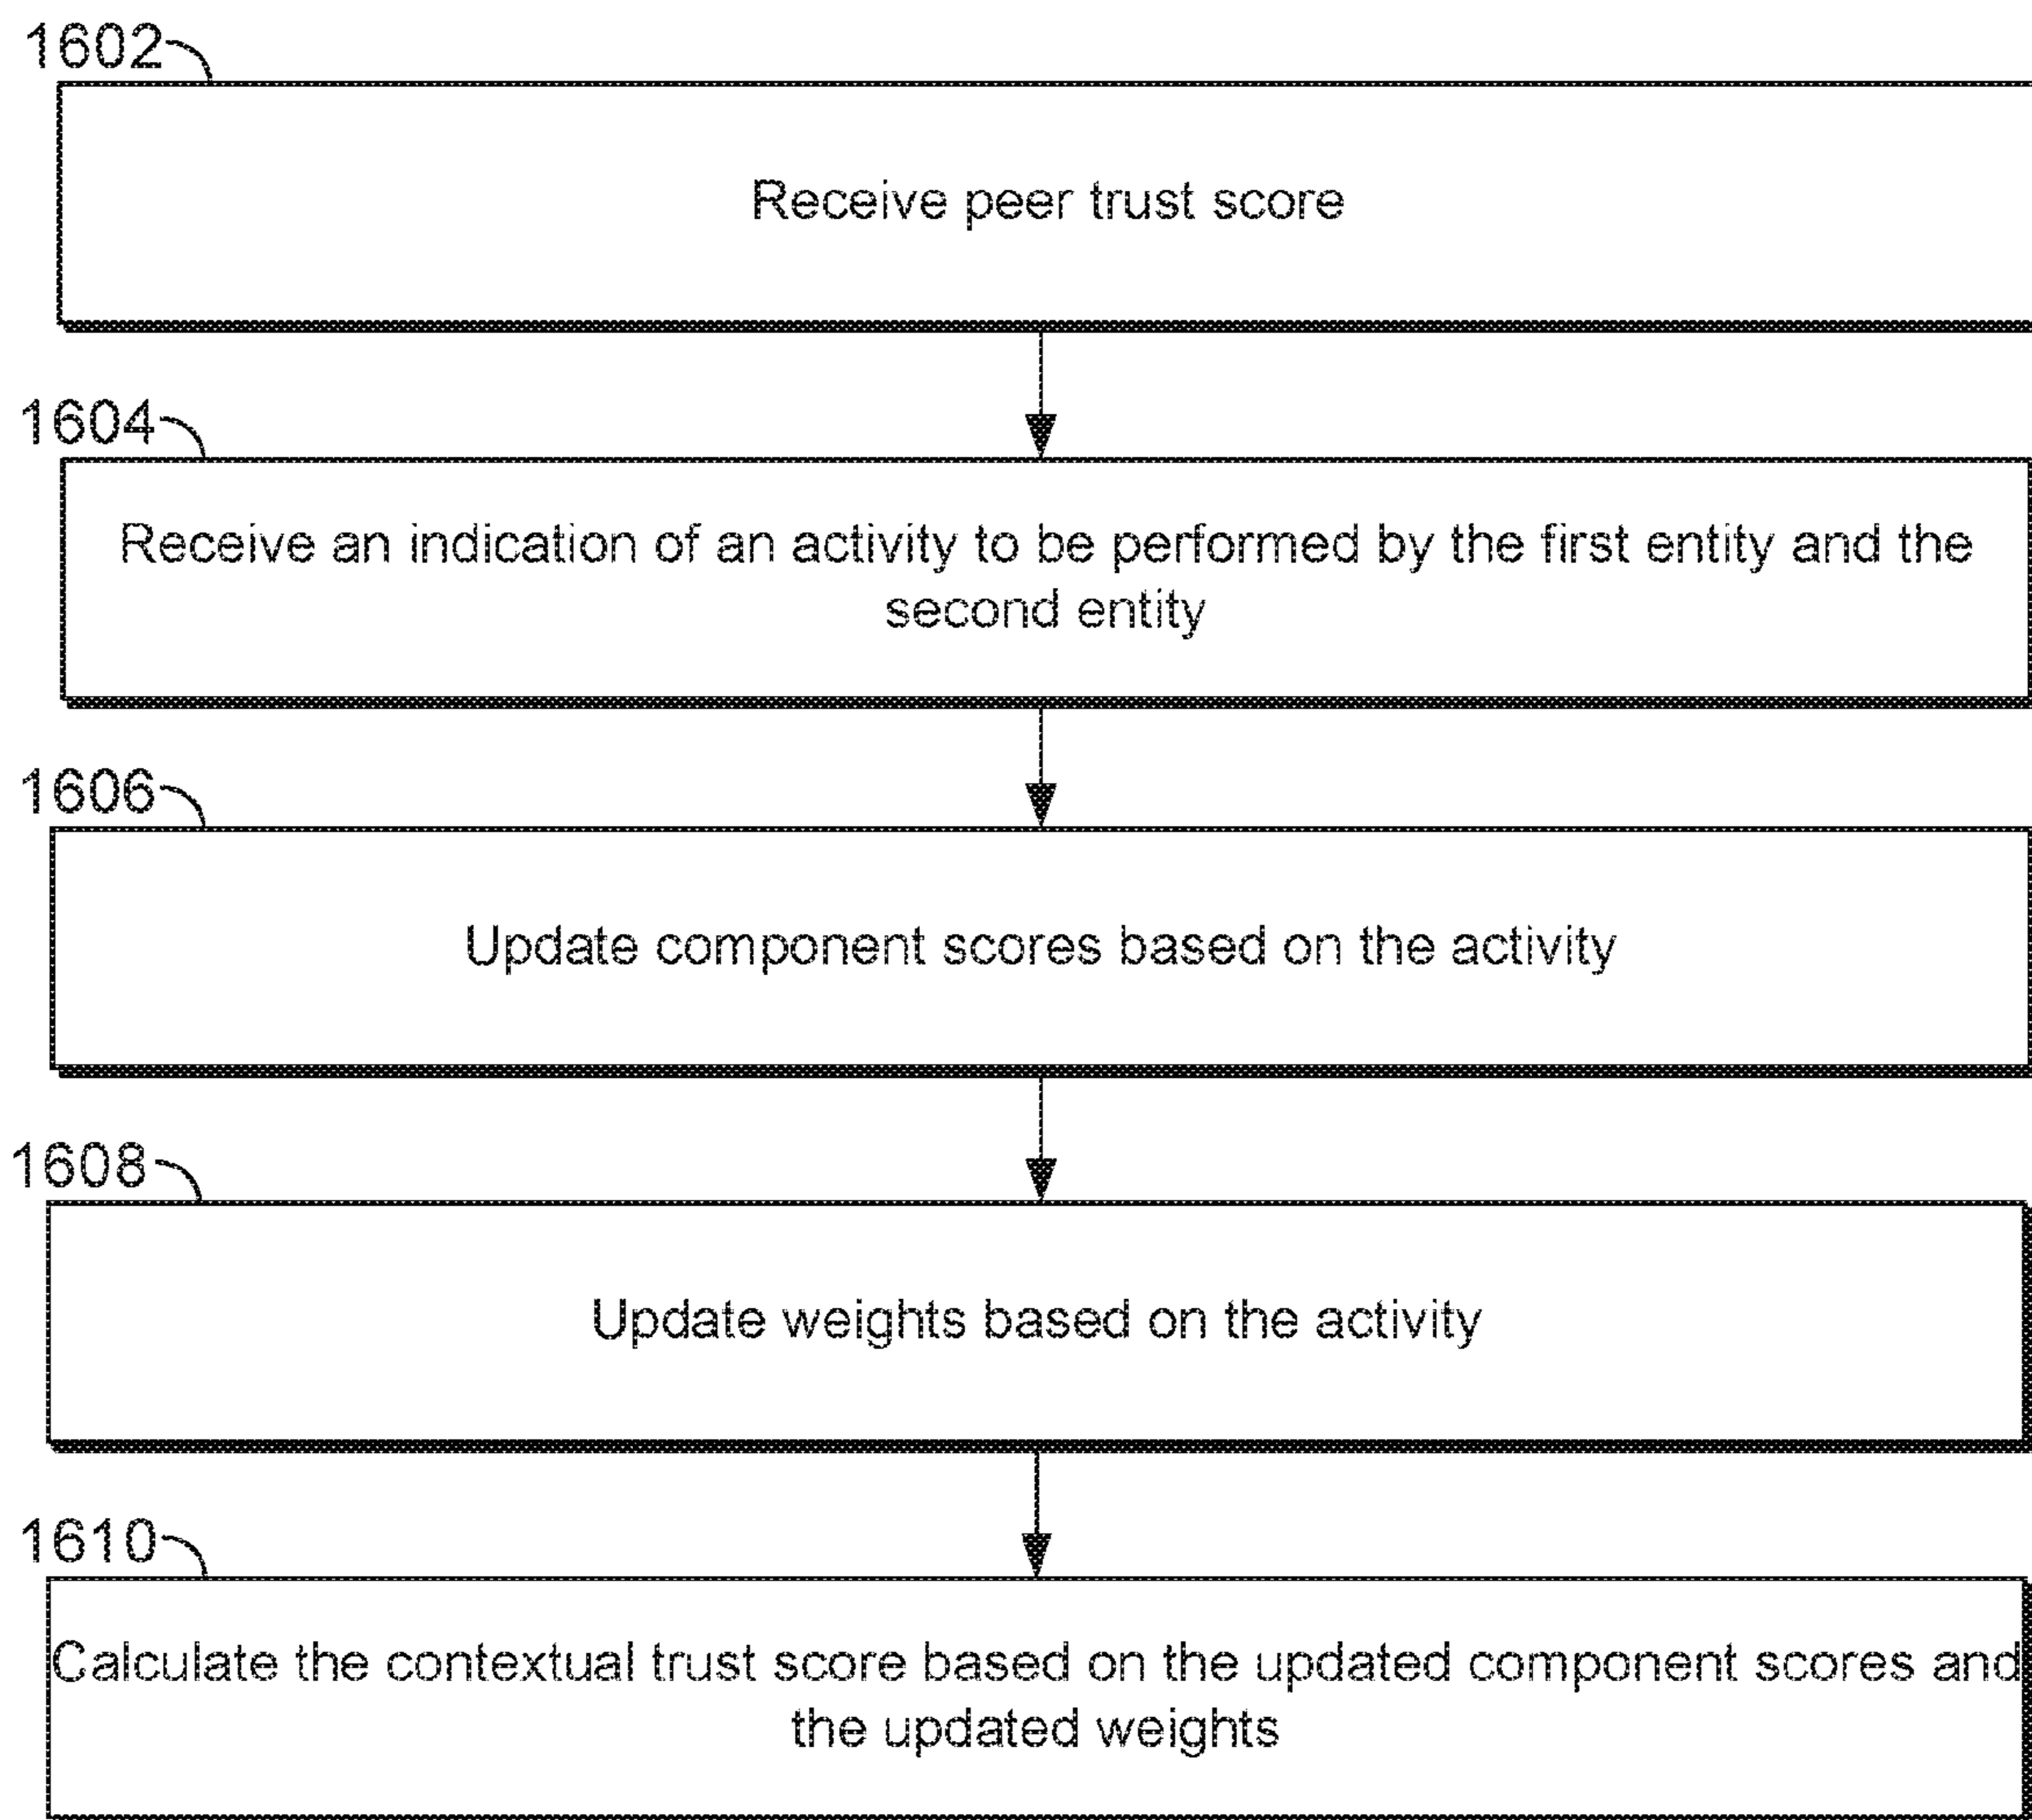 1602
Receive peer trust score
1604
Receive an indication of an activity to be performed by the first entity and the
second entity
1606
Update component scores based on the activity
1608
Update weights based on the activity
1610
Calculate the contextual trust score based on the updated component scores and
the updated weights